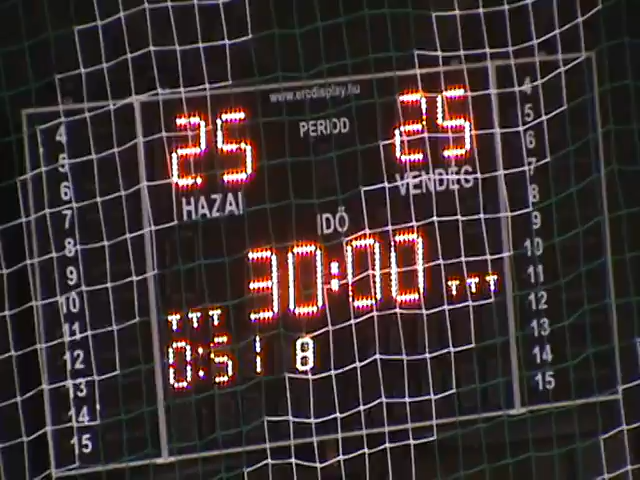 www.ercdisplay.hu
25 PERIOD 25
HAZAI VENDÉG
IDŐ
30:00
T T T T T T
0:51 8
4 4
5 5
6 6
7 7
8 8
9 9
10 10
11 11
12 12
13 13
14 14
15 15